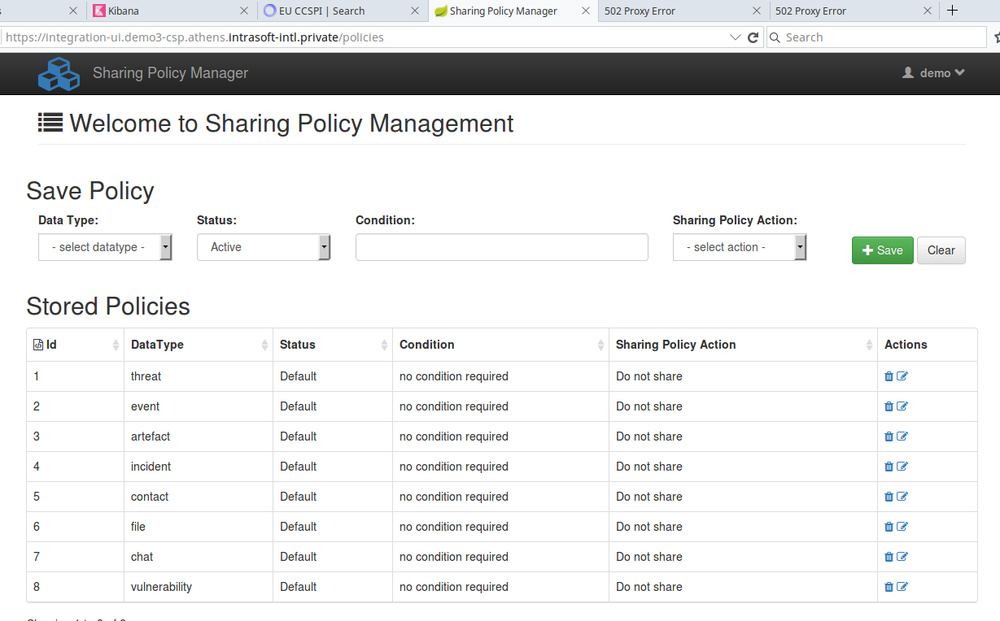 Kibana
EU CCSPI | Search
Sharing Policy Manager
502 Proxy Error
502 Proxy Error
https://integration-ui.demo3-csp.athens.intrasoft-intl.private/policies
Search
Sharing Policy Manager
demo
Welcome to Sharing Policy Management
Save Policy
Data Type: Status: Condition: Sharing Policy Action:
- select datatype - Active - select action - Save Clear
Stored Policies
Id DataType Status Condition Sharing Policy Action Actions
1 threat Default no condition required Do not share
2 event Default no condition required Do not share
3 artefact Default no condition required Do not share
4 incident Default no condition required Do not share
5 contact Default no condition required Do not share
6 file Default no condition required Do not share
7 chat Default no condition required Do not share
8 vulnerability Default no condition required Do not share